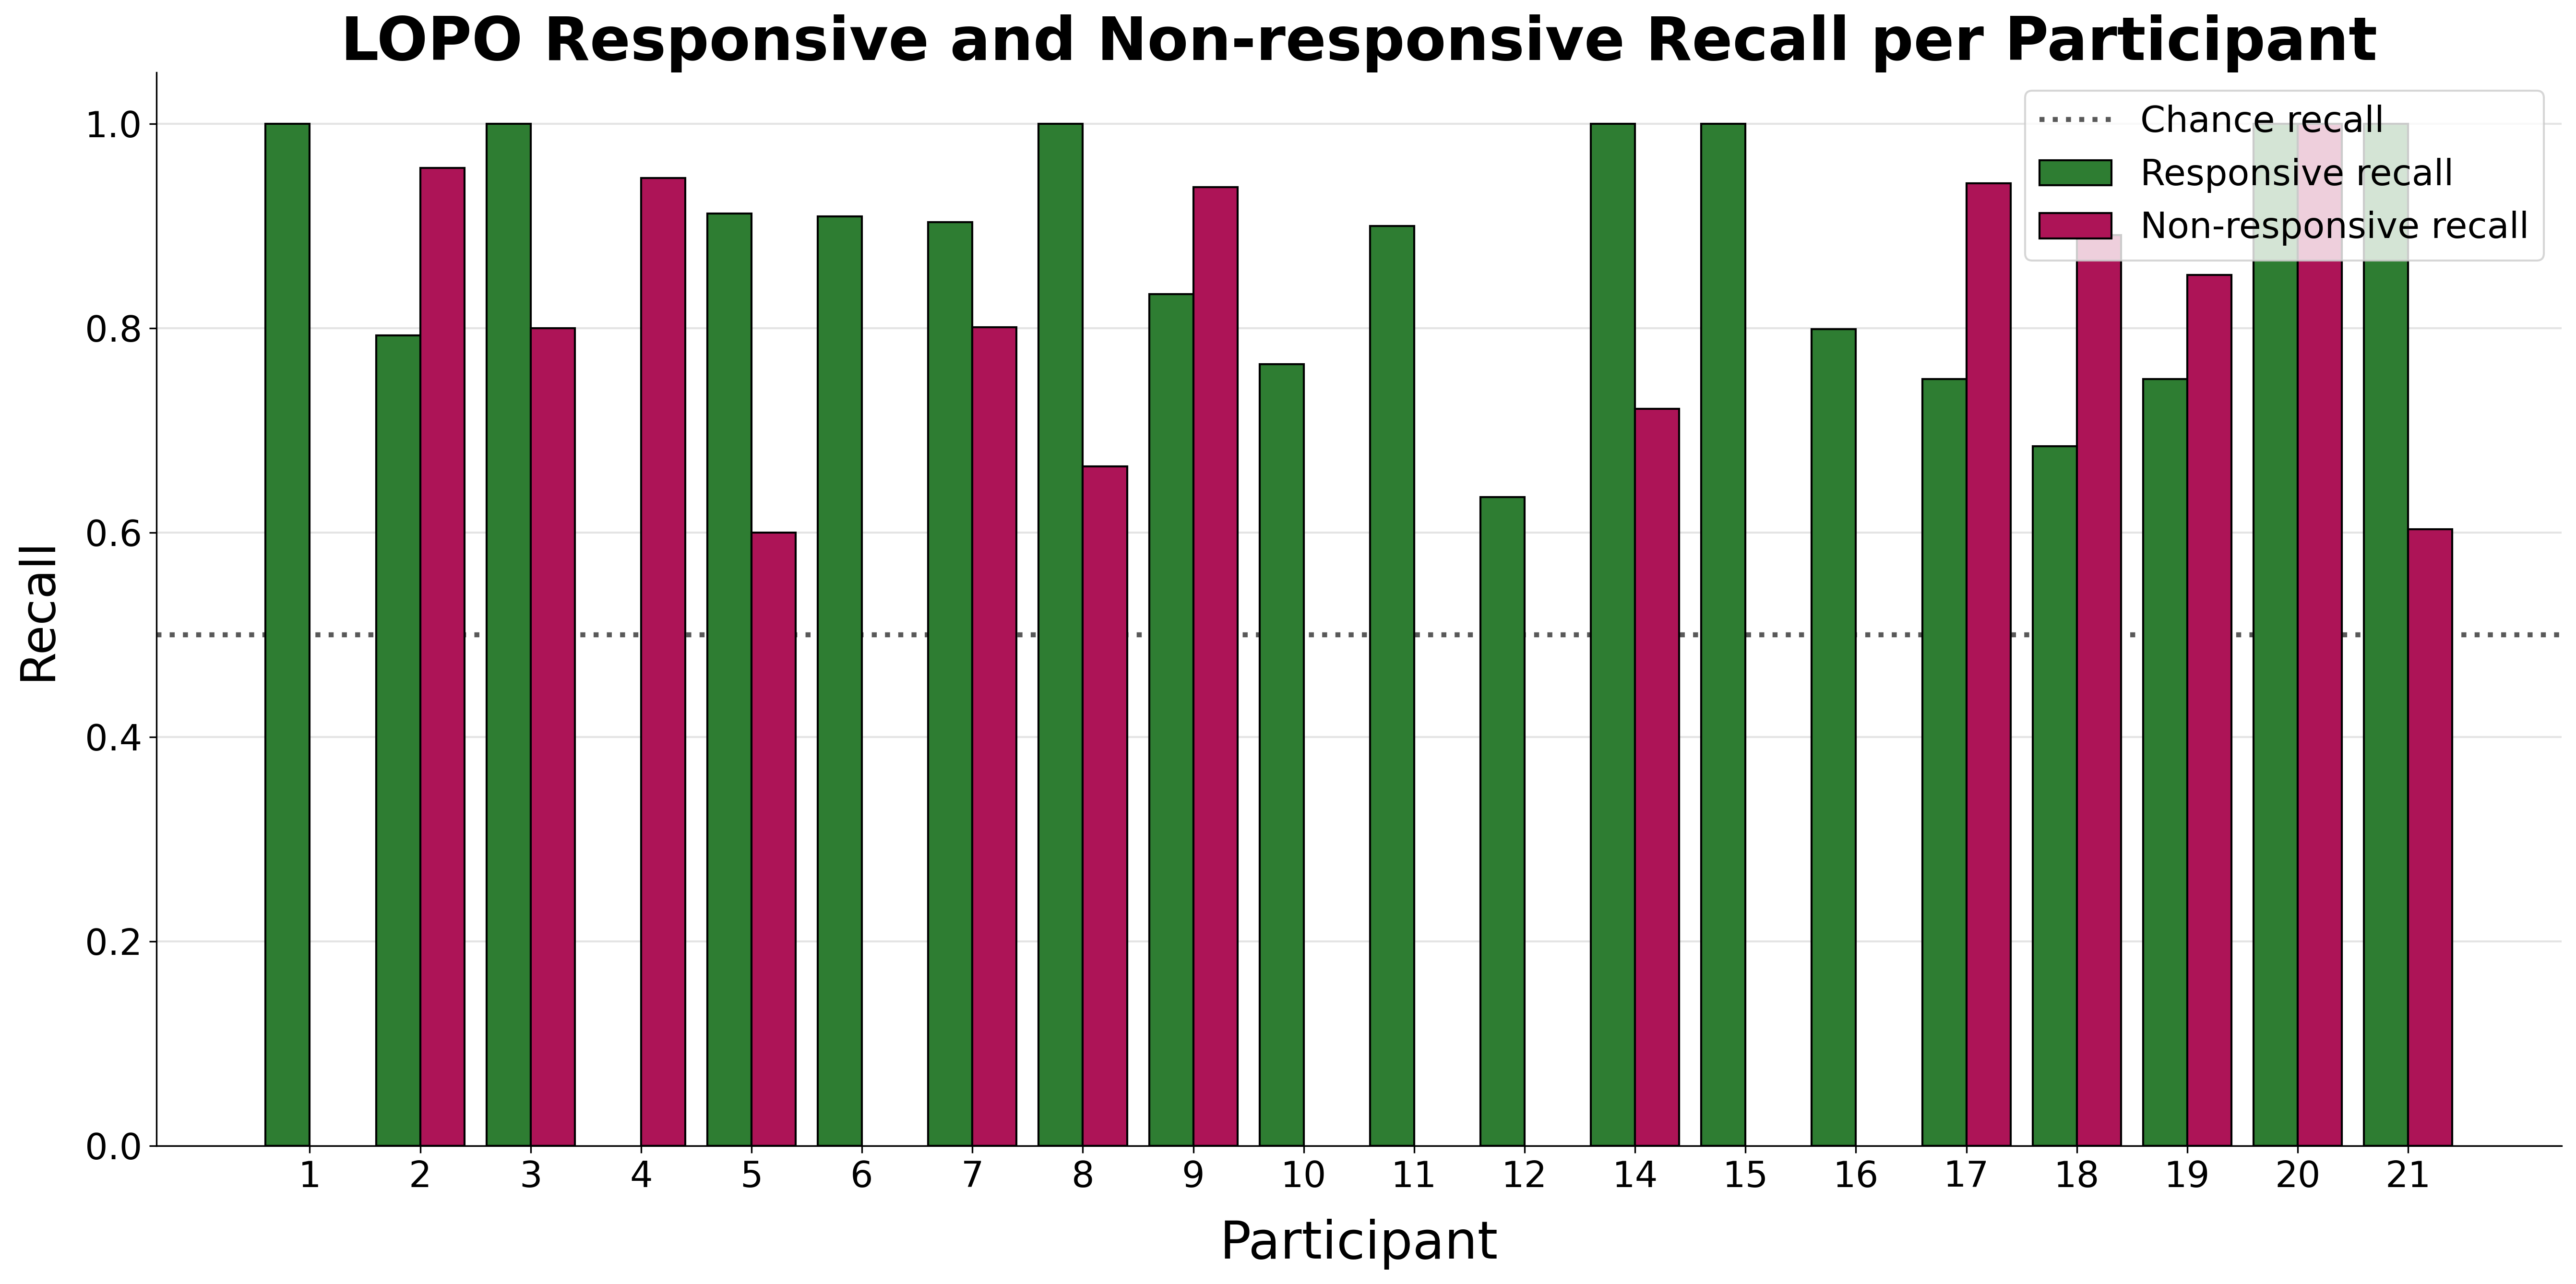 LOPO Responsive and Non-responsive Recall per Participant
Chance recall
Responsive recall
Non-responsive recall
Recall
1.0
0.8
0.6
0.4
0.2
0.0
1 2 3 4 5 6 7 8 9 10 11 12 14 15 16 17 18 19 20 21
Participant